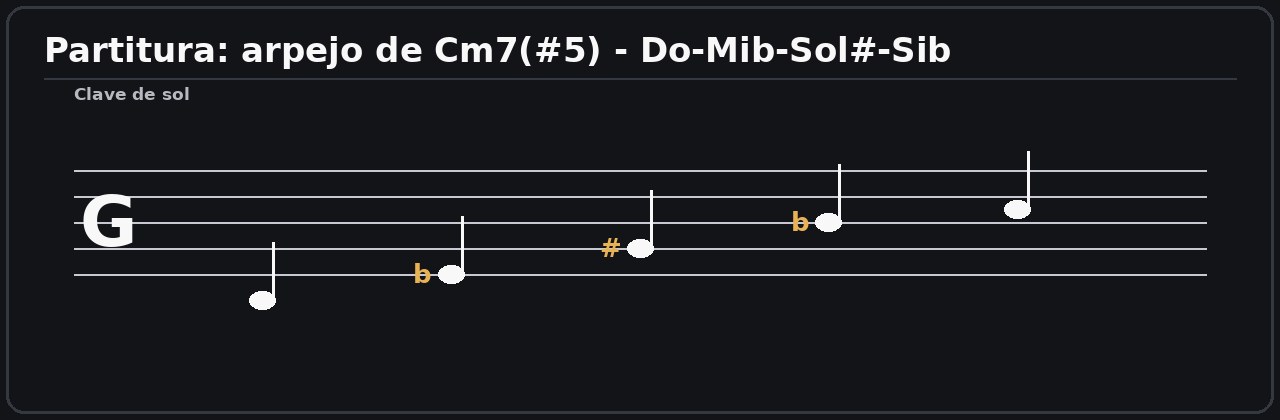 Partitura: arpejo de Cm7(#5) - Do-Mib-Sol#-Sib
Clave de sol
G
b # b